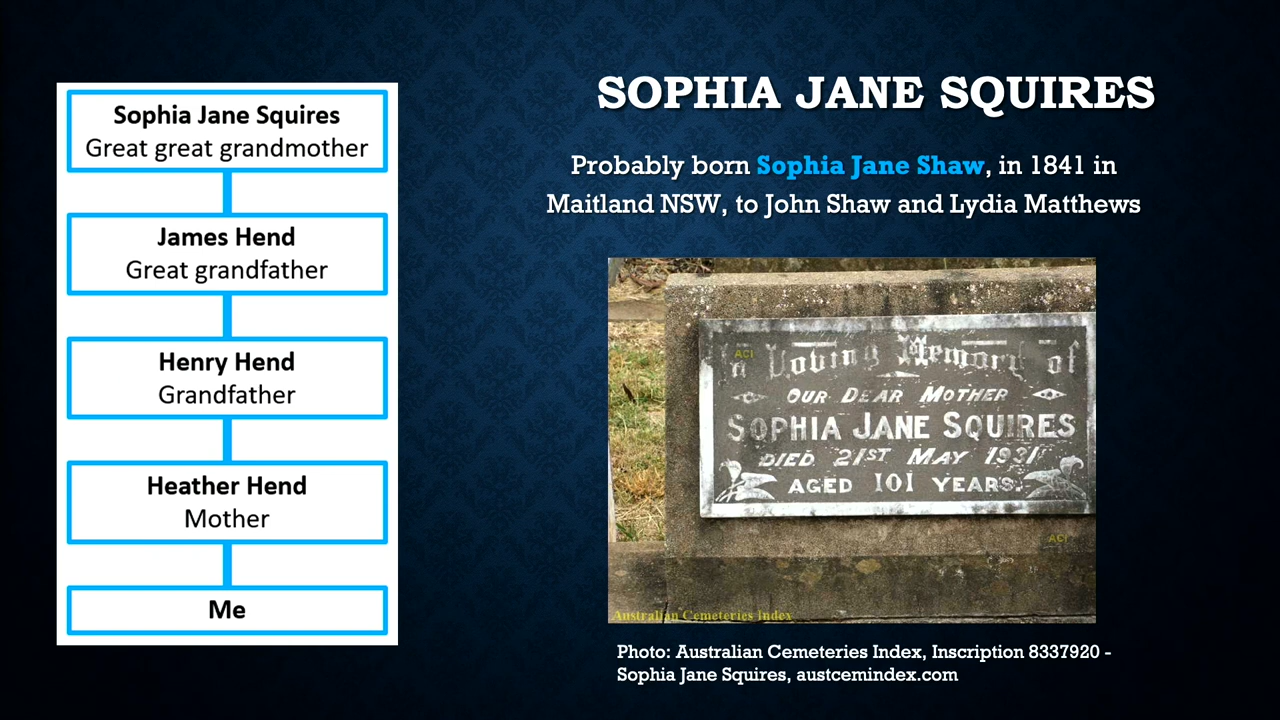 Sophia Jane Squires
Great great grandmother
James Hend
Great grandfather
Henry Hend
Grandfather
Heather Hend
Mother
Me
SOPHIA JANE SQUIRES
Probably born Sophia Jane Shaw, in 1841 in
Maitland NSW, to John Shaw and Lydia Matthews
ACI
In Loving Memory of
OUR DEAR MOTHER
SOPHIA JANE SQUIRES
DIED 21ST MAY 1931
AGED 101 YEARS.
ACI
Australian Cemeteries Index
Photo: Australian Cemeteries Index, Inscription 8337920 -
Sophia Jane Squires, austcemindex.com